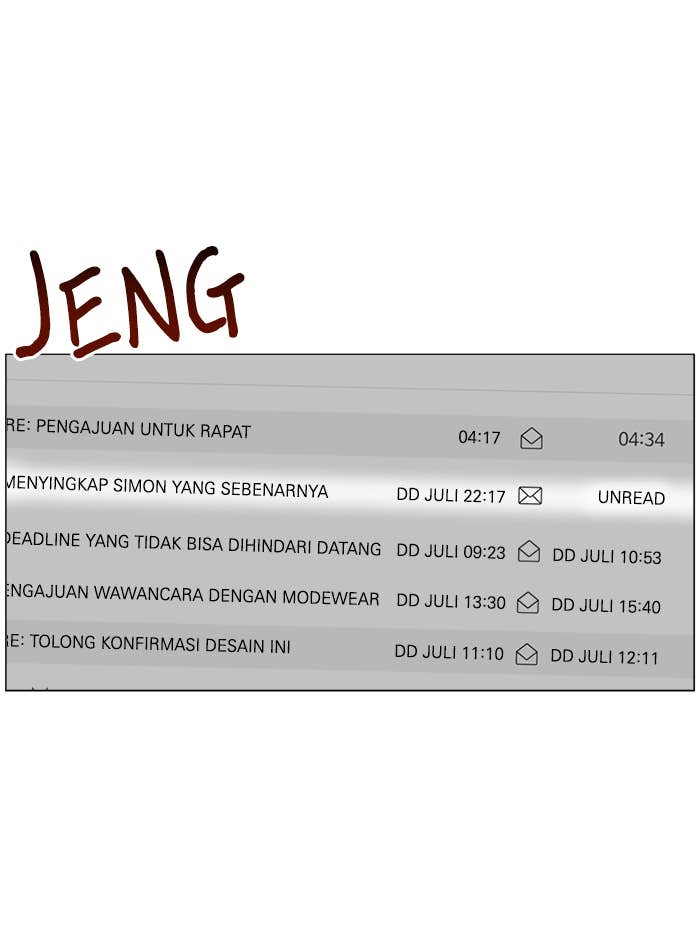 JENG
RE: PENGAJUAN UNTUK RAPAT 04:17 04:34
MENYINGKAP SIMON YANG SEBENARNYA DD JULI 22:17 UNREAD
DEADLINE YANG TIDAK BISA DIHINDARI DATANG DD JULI 09:23 DD JULI 10:53
ENGAJUAN WAWANCARA DENGAN MODEWEAR DD JULI 13:30 DD JULI 15:40
RE: TOLONG KONFIRMASI DESAIN INI DD JULI 11:10 DD JULI 12:11